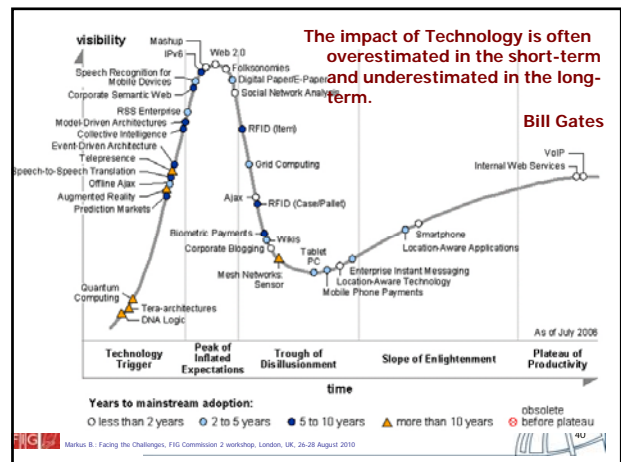 visibility
The impact of Technology is often
overestimated in the short-term
and underestimated in the long-
term.
Bill Gates
Mashup
Web 2.0
IPv6
Folksonomies
Speech Recognition for
Mobile Devices
Digital Paper/E-Paper
Corporate Semantic Web
Social Network Analysis
RSS Enterprise
Model-Driven Architectures
Collective Intelligence
RFID (Item)
Event-Driven Architecture
Telepresence
Speech-to-Speech Translation
Grid Computing
Offline Ajax
Augmented Reality
Prediction Markets
Ajax
RFID (Case/Pallet)
VoIP
Internal Web Services
Biometric Payments
Wikis
Corporate Blogging
Smartphone
Location-Aware Applications
Tablet
PC
Mesh Networks:
Sensor
Enterprise Instant Messaging
Location-Aware Technology
Mobile Phone Payments
Quantum
Computing
Tera-architectures
DNA Logic
As of July 2006
Technology
Trigger
Peak of
Inflated
Expectations
Trough of
Disillusionment
Slope of Enlightenment
Plateau of
Productivity
time
Years to mainstream adoption:
less than 2 years
2 to 5 years
5 to 10 years
more than 10 years
obsolete
before plateau
40
FIG
Markus B.: Facing the Challenges, FIG Commission 2 workshop, London, UK, 26-28 August 2010